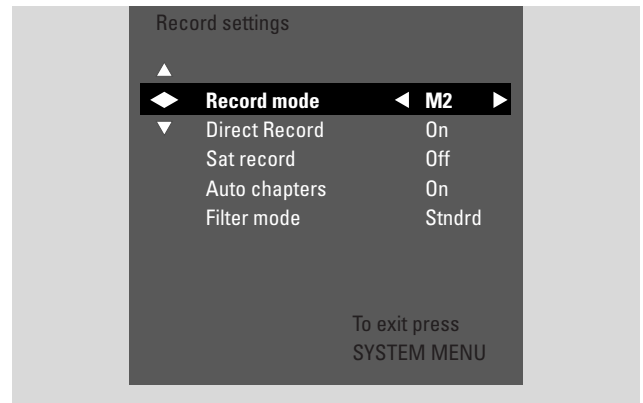 Record settings
Record mode M2
Direct Record On
Sat record Off
Auto chapters On
Filter mode Stndrd
To exit press
SYSTEM MENU